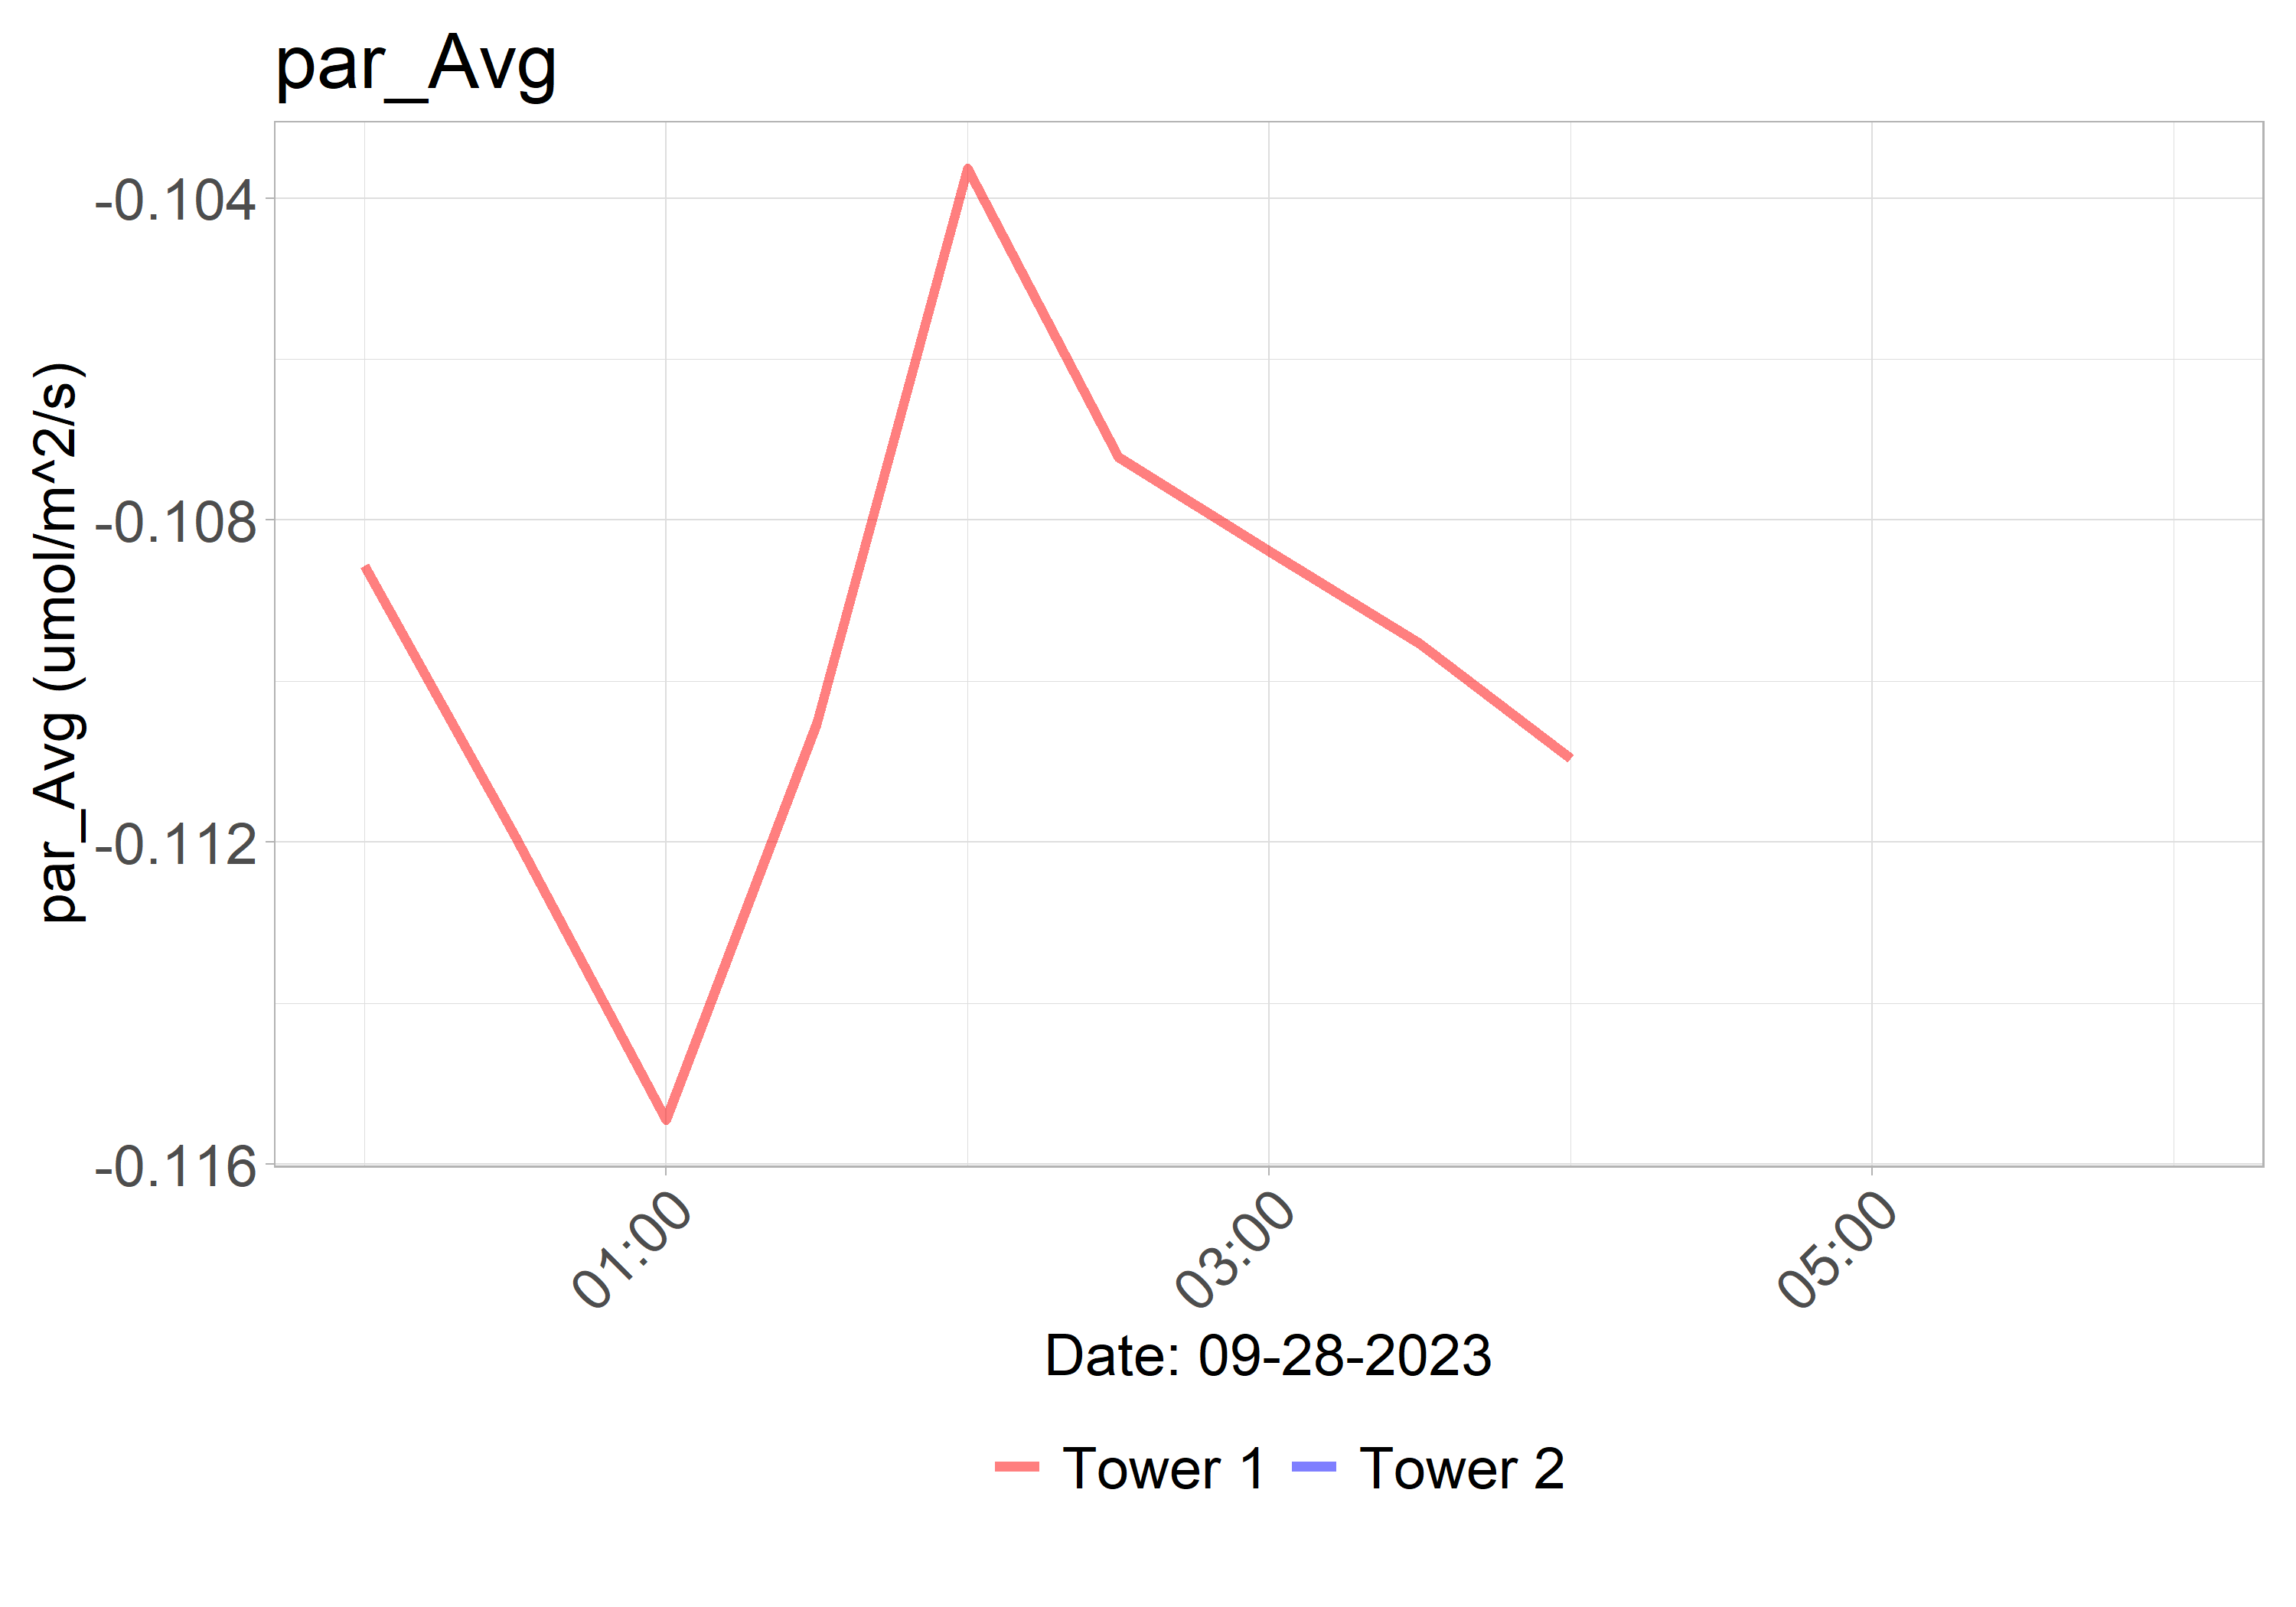 par_Avg
par_Avg (umol/m^2/s)
-0.104
-0.108
-0.112
-0.116
01:00
03:00
05:00
Date: 09-28-2023
Tower 1
Tower 2